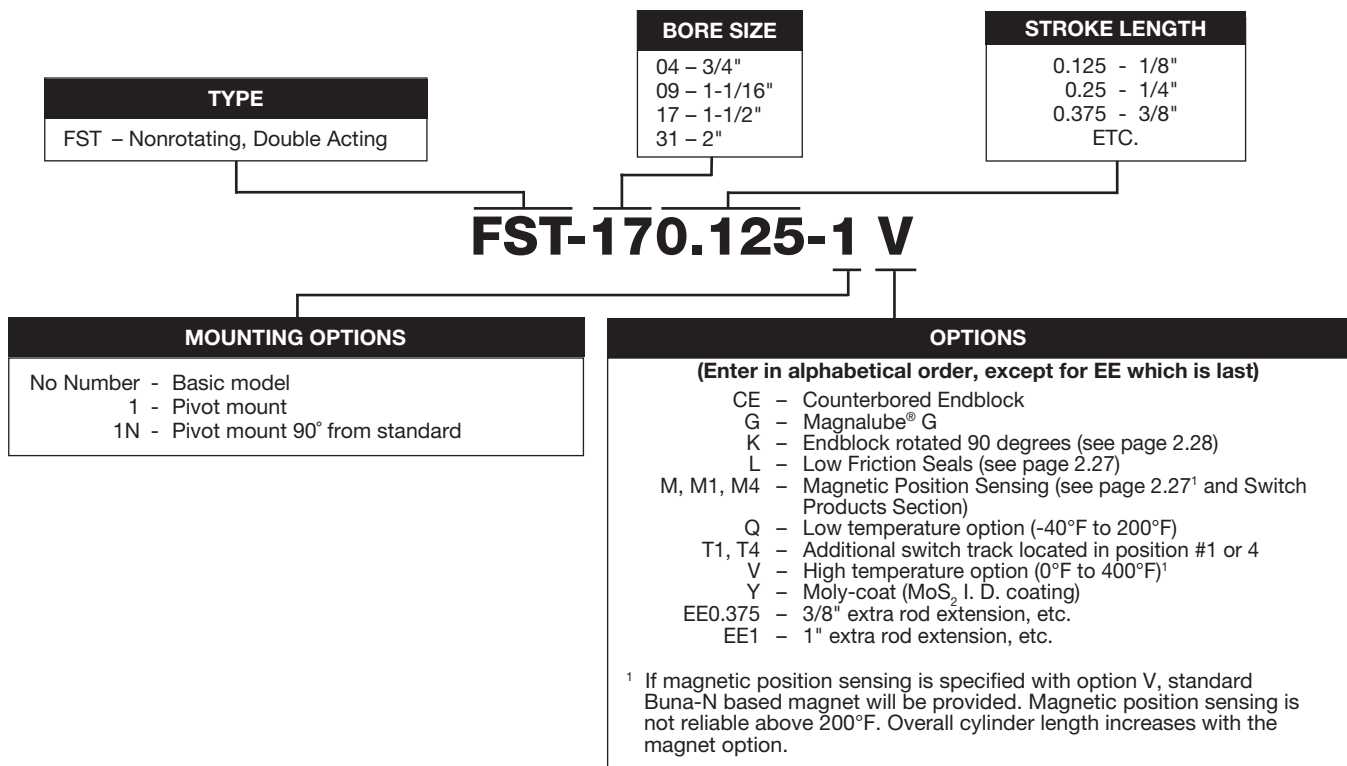 BORE SIZE
04 – 3/4"
09 – 1-1/16"
17 – 1-1/2"
31 – 2"
STROKE LENGTH
0.125 - 1/8"
0.25 - 1/4"
0.375 - 3/8"
ETC.
TYPE
FST – Nonrotating, Double Acting
FST-170.125-1 V
MOUNTING OPTIONS
No Number - Basic model
1 - Pivot mount
1N - Pivot mount 90˚ from standard
OPTIONS
(Enter in alphabetical order, except for EE which is last)
CE – Counterbored Endblock
G – Magnalube® G
K – Endblock rotated 90 degrees (see page 2.28)
L – Low Friction Seals (see page 2.27)
M, M1, M4 – Magnetic Position Sensing (see page 2.27¹ and Switch
Products Section)
Q – Low temperature option (-40°F to 200°F)
T1, T4 – Additional switch track located in position #1 or 4
V – High temperature option (0°F to 400°F)¹
Y – Moly-coat (MoS₂ I. D. coating)
EE0.375 – 3/8" extra rod extension, etc.
EE1 – 1" extra rod extension, etc.
¹ If magnetic position sensing is specified with option V, standard
Buna-N based magnet will be provided. Magnetic position sensing is
not reliable above 200°F. Overall cylinder length increases with the
magnet option.